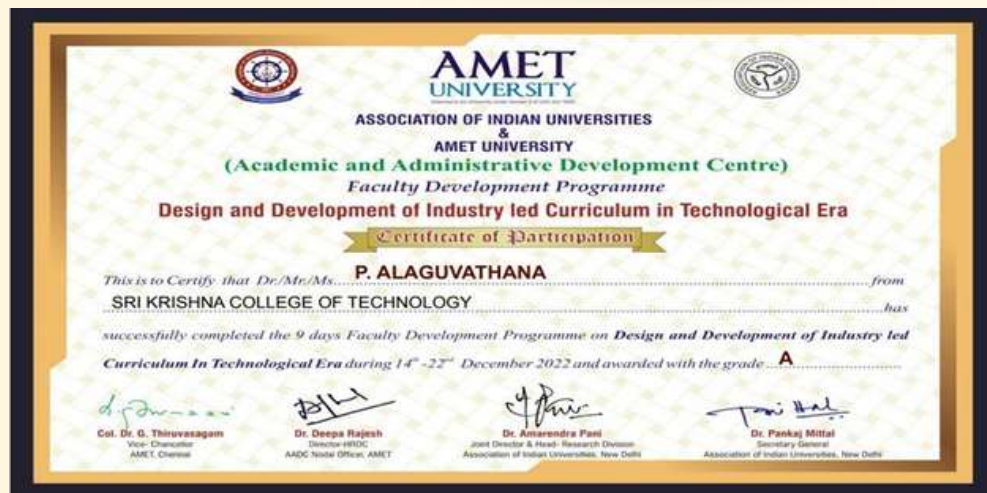 AMET
UNIVERSITY
ASSOCIATION OF INDIAN UNIVERSITIES
&
AMET UNIVERSITY
(Academic and Administrative Development Centre)
Faculty Development Programme
Design and Development of Industry led Curriculum in Technological Era
Certificate of Participation
This is to Certify that Dr./Mr./Ms. P. ALAGUVATHANA from
SRI KRISHNA COLLEGE OF TECHNOLOGY has
successfully completed the 9 days Faculty Development Programme on Design and Development of Industry led
Curriculum In Technological Era during 14th -22nd December 2022 and awarded with the grade A
Col. Dr. G. Thiruvasagam Dr. Deepa Rajesh Dr. Amarendra Pani Dr. Pankaj Mittal
Vice- Chancellor Director-HRDC Joint Director & Head- Research Division Secretary General
AMET, Chennai AADC Nodal Officer, AMET Association of Indian Universities, New Delhi Association of Indian Universities, New Delhi